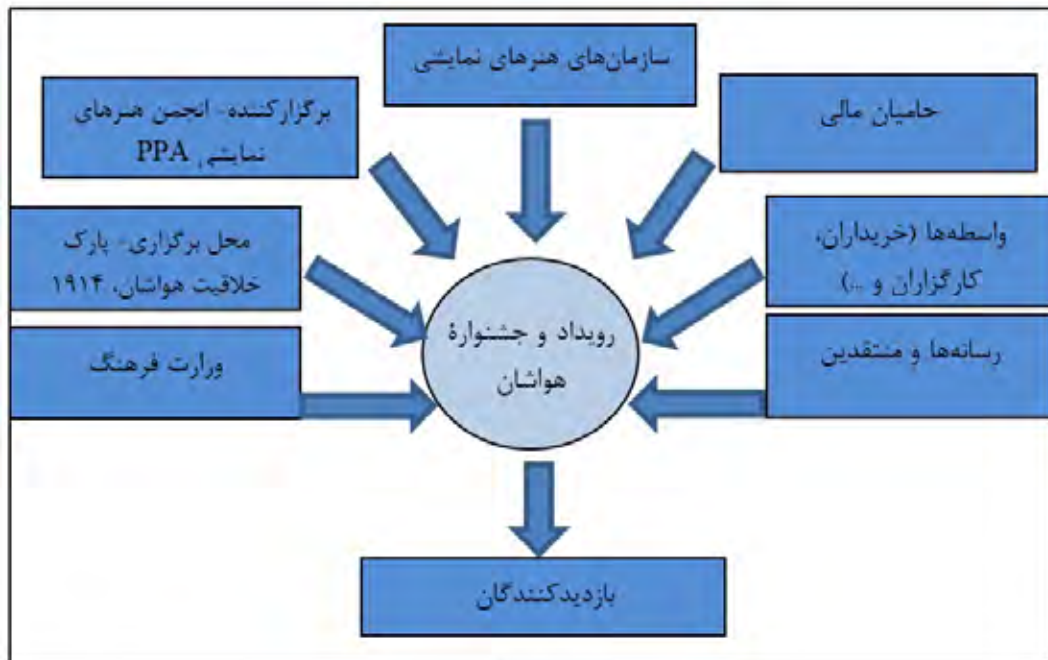 سازمان‌های هنرهای نمایشی
حامیان مالی
برگزارکننده- انجمن هنرهای
نمایشی PPA
واسطه‌ها (خریداران،
کارگزاران و ...)
محل برگزاری- پارک
خلاقیت هواشان، ۱۹۱۴
رویداد و جشنوارهٔ
هواشان
رسانه‌ها و منتقدین
وزارت فرهنگ
بازدیدکنندگان